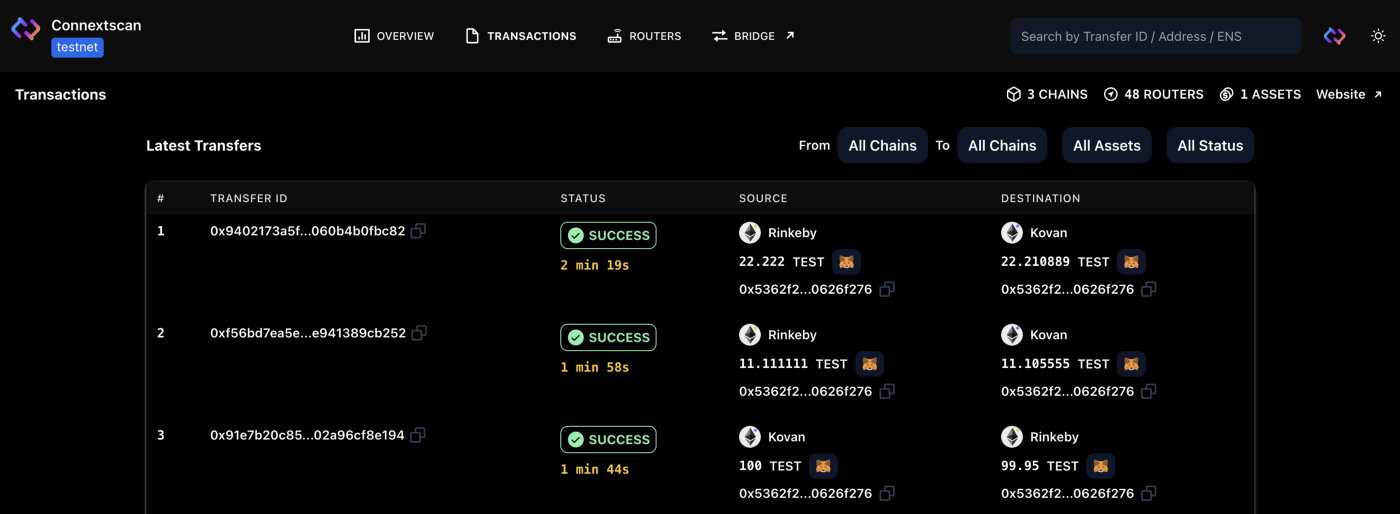 Connextscan
testnet
OVERVIEW TRANSACTIONS ROUTERS BRIDGE ↗ Search by Transfer ID / Address / ENS
Transactions 3 CHAINS 48 ROUTERS 1 ASSETS Website ↗
Latest Transfers From All Chains To All Chains All Assets All Status
# TRANSFER ID STATUS SOURCE DESTINATION
1 0x9402173a5f...060b4b0fbc82 SUCCESS Rinkeby Kovan
2 min 19s 22.222 TEST 22.210889 TEST
0x5362f2...0626f276 0x5362f2...0626f276
2 0xf56bd7ea5e...e941389cb252 SUCCESS Rinkeby Kovan
1 min 58s 11.111111 TEST 11.105555 TEST
0x5362f2...0626f276 0x5362f2...0626f276
3 0x91e7b20c85...02a96cf8e194 SUCCESS Kovan Rinkeby
1 min 44s 100 TEST 99.95 TEST
0x5362f2...0626f276 0x5362f2...0626f276